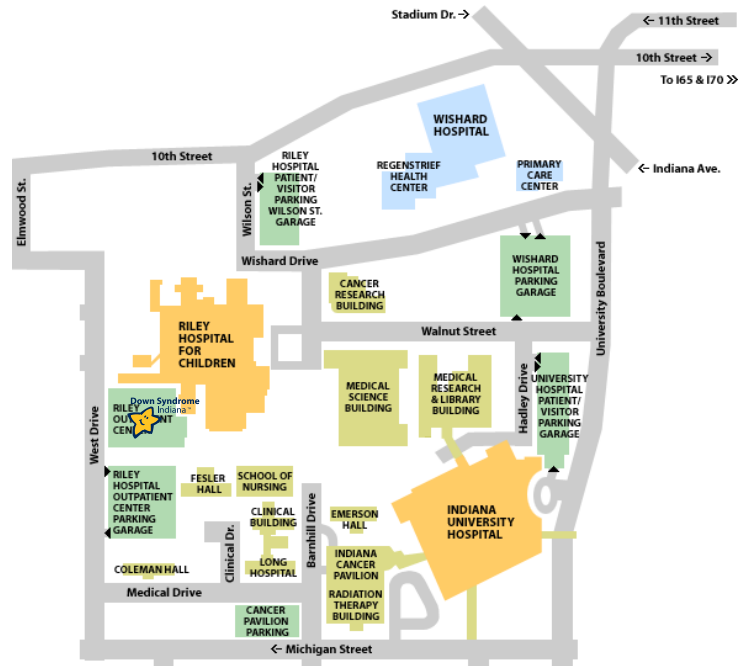 Stadium Dr. →
← 11th Street
10th Street →
To I65 & I70 »
WISHARD
HOSPITAL
10th Street
RILEY
HOSPITAL
PATIENT/
VISITOR
PARKING
WILSON ST.
GARAGE
REGENSTRIEF
HEALTH
CENTER
PRIMARY
CARE
CENTER
← Indiana Ave.
Elmwood St.
Wilson St.
Wishard Drive
WISHARD
HOSPITAL
PARKING
GARAGE
University Boulevard
CANCER
RESEARCH
BUILDING
RILEY
HOSPITAL
FOR
CHILDREN
Walnut Street
MEDICAL
SCIENCE
BUILDING
MEDICAL
RESEARCH
& LIBRARY
BUILDING
Hadley Drive
UNIVERSITY
HOSPITAL
PATIENT/
VISITOR
PARKING
GARAGE
West Drive
Down Syndrome
Indiana
RILEY
RILEY
HOSPITAL
OUTPATIENT
CENTER
PARKING
GARAGE
FESLER
HALL
SCHOOL OF
NURSING
CLINICAL
BUILDING
Barnhill Drive
EMERSON
HALL
INDIANA
UNIVERSITY
HOSPITAL
Clinical Dr.
LONG
HOSPITAL
INDIANA
CANCER
PAVILION
RADIATION
THERAPY
BUILDING
COLEMAN HALL
Medical Drive
CANCER
PAVILION
PARKING
← Michigan Street